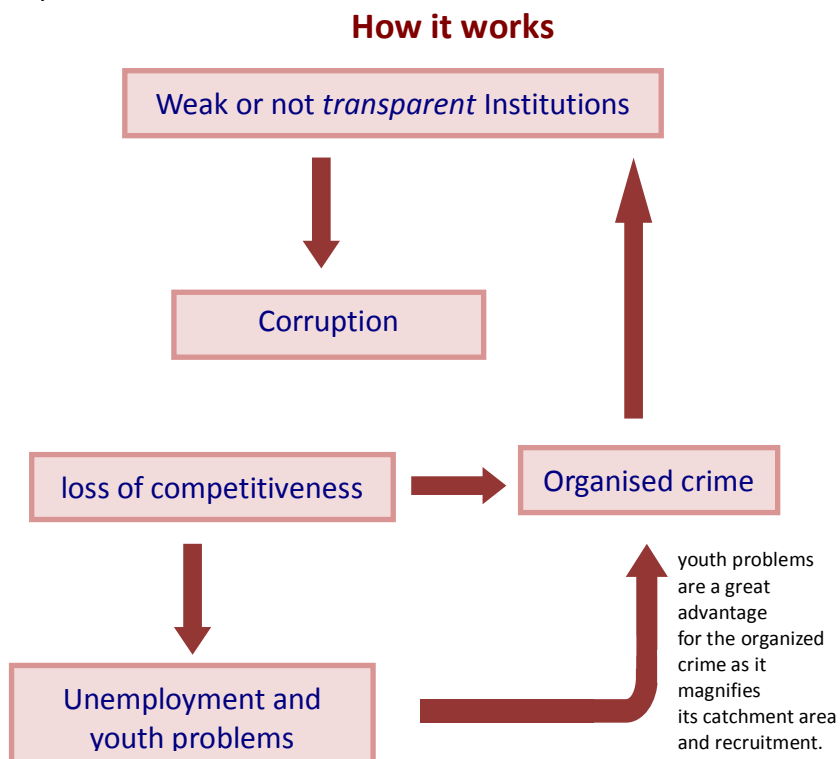 How it works
Weak or not transparent Institutions
Corruption
loss of competitiveness
Organised crime
youth problems
are a great
advantage
for the organized
crime as it
magnifies
its catchment area
and recruitment.
Unemployment and
youth problems